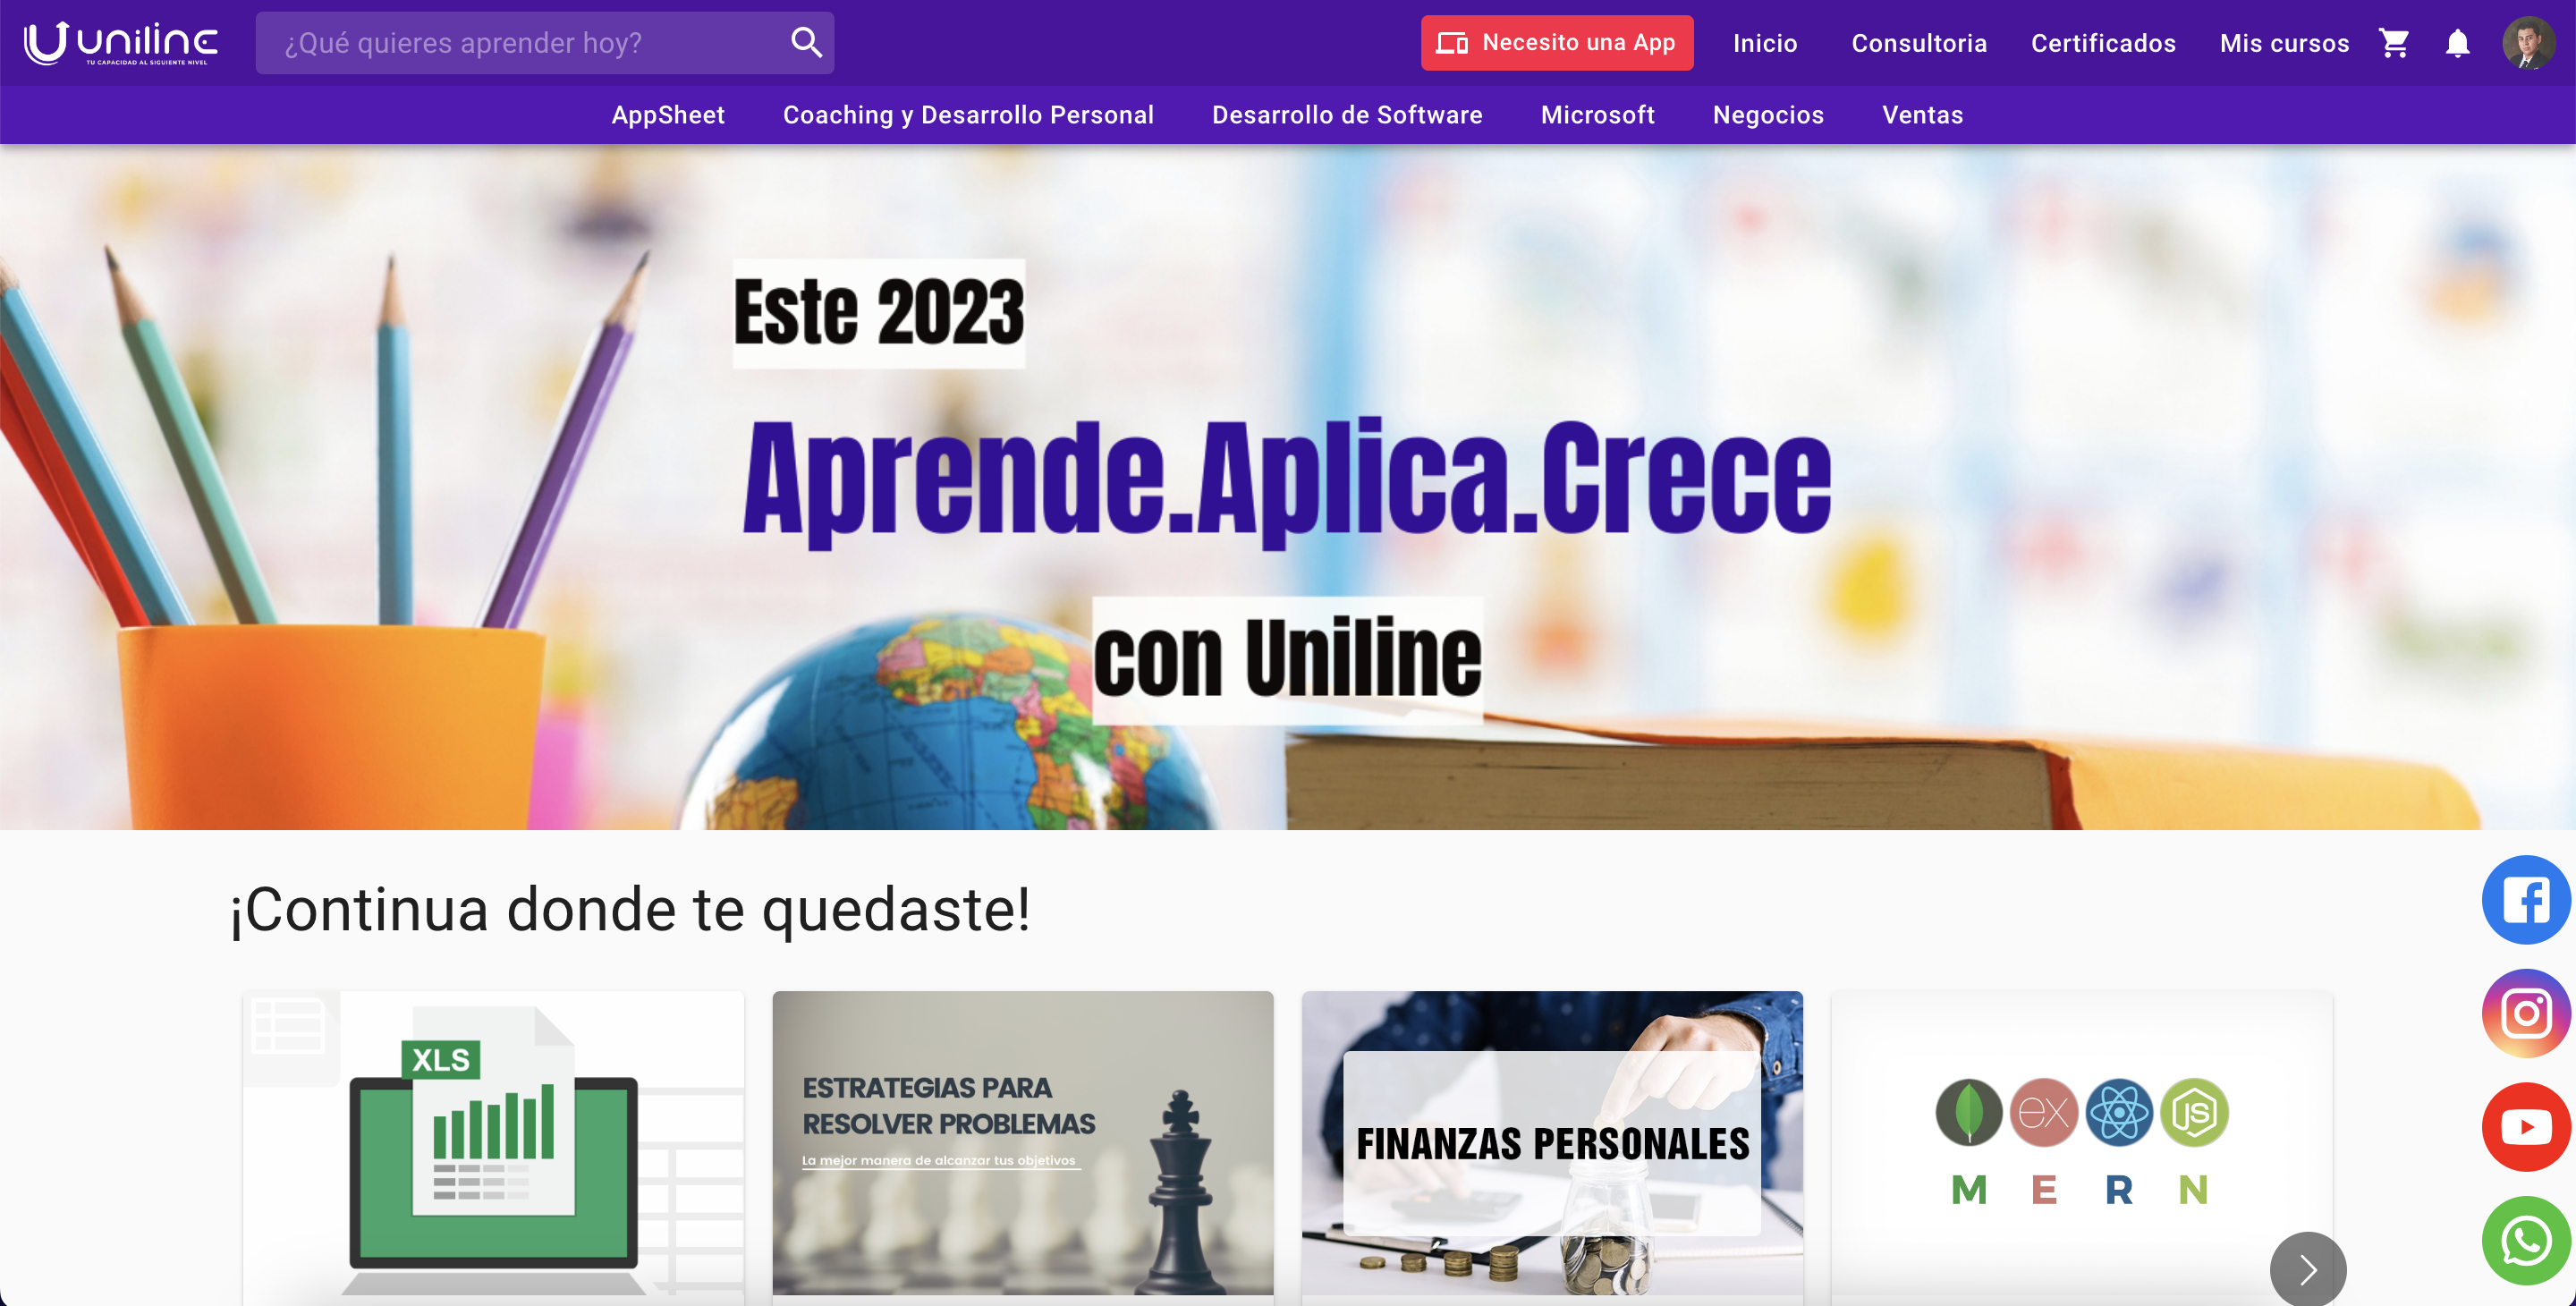 uniline
TU CAPACIDAD AL SIGUIENTE NIVEL
¿Qué quieres aprender hoy?
Necesito una App
Inicio
Consultoria
Certificados
Mis cursos
AppSheet
Coaching y Desarrollo Personal
Desarrollo de Software
Microsoft
Negocios
Ventas
Este 2023
Aprende.Aplica.Crece
con Uniline
¡Continua donde te quedaste!
XLS
ESTRATEGIAS PARA
RESOLVER PROBLEMAS
La mejor manera de alcanzar tus objetivos
FINANZAS PERSONALES
ex
JS
M E R N